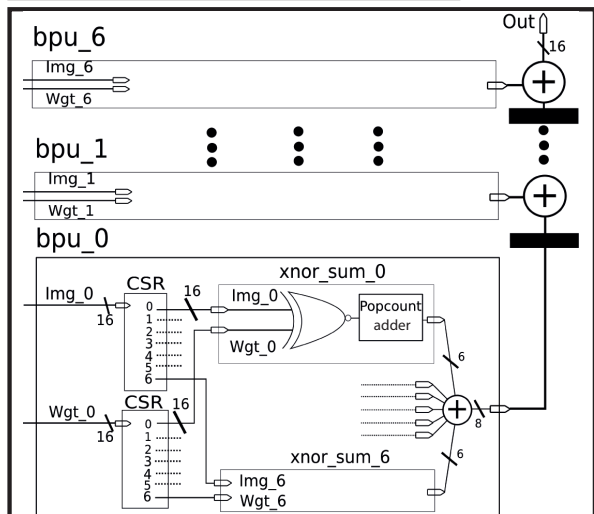 Out
16
bpu_6
Img_6
Wgt_6
bpu_1
Img_1
Wgt_1
bpu_0
Img_0
16
CSR
0
1
2
3
4
5
6
16
xnor_sum_0
Img_0
Wgt_0
Popcount
adder
6
Wgt_0
16
CSR
0
1
2
3
4
5
6
16
8
6
xnor_sum_6
Img_6
Wgt_6